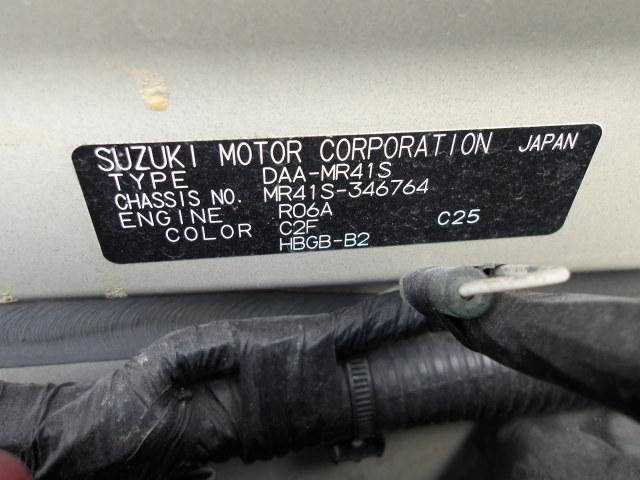 SUZUKI MOTOR CORPORATION JAPAN
TYPE DAA-MR41S
CHASSIS NO. MR41S-346764
ENGINE R06A
COLOR C2F C25
HBGB-B2